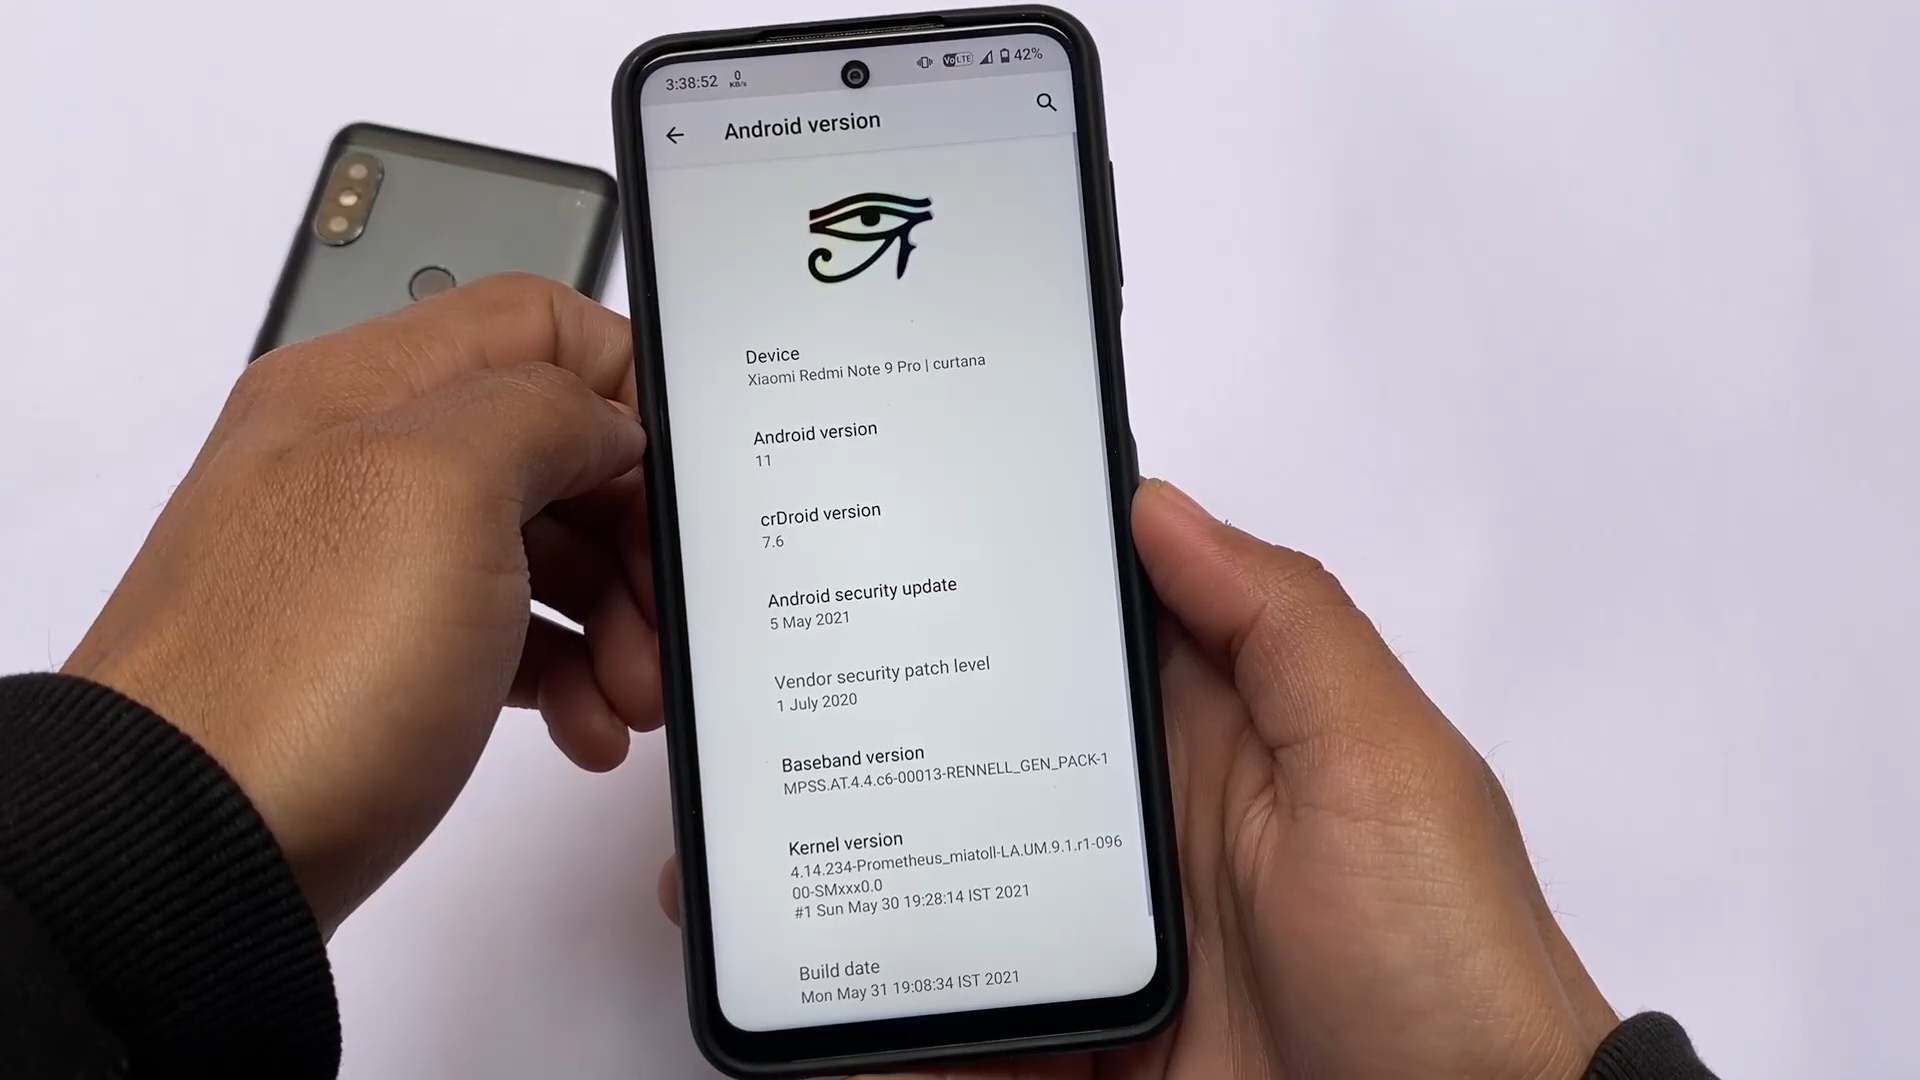 3:38:52 0 KB/s VoLTE 42%
Android version
Device
Xiaomi Redmi Note 9 Pro | curtana
Android version
11
crDroid version
7.6
Android security update
5 May 2021
Vendor security patch level
1 July 2020
Baseband version
MPSS.AT.4.4.c6-00013-RENNELL_GEN_PACK-1
Kernel version
4.14.234-Prometheus_miatoll-LA.UM.9.1.r1-096
00-SMxxx0.0
#1 Sun May 30 19:28:14 IST 2021
Build date
Mon May 31 19:08:34 IST 2021